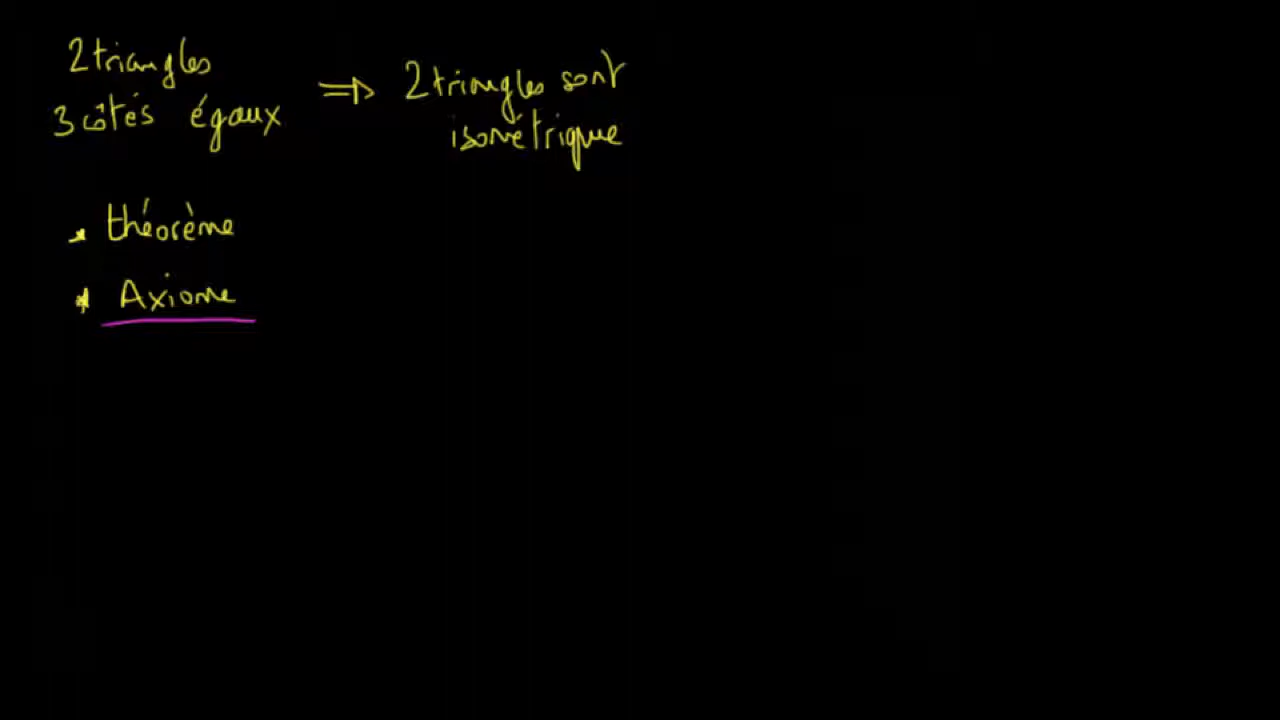 2 triangles
3 côtés égaux
⇒ 2 triangles sont
isométrique
théorème
Axiome